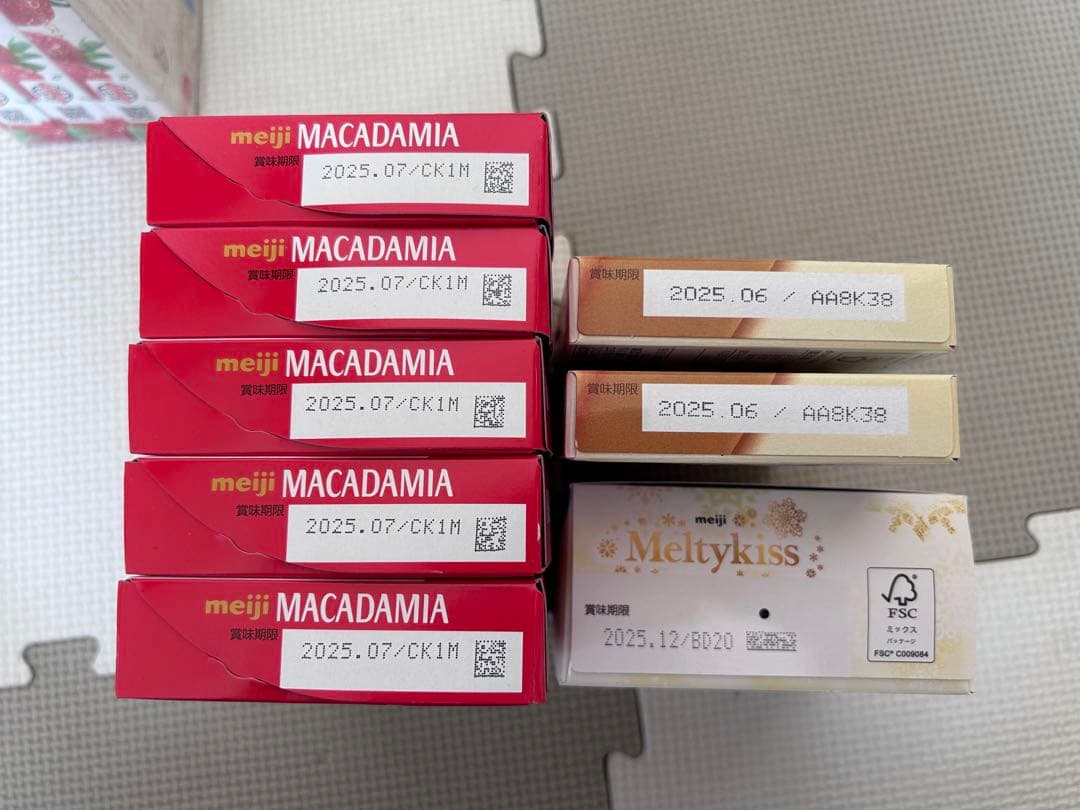 meiji MACADAMIA
賞味期限
2025.07/CK1M
meiji MACADAMIA
賞味期限
2025.07/CK1M
meiji MACADAMIA
賞味期限
2025.07/CK1M
meiji MACADAMIA
賞味期限
2025.07/CK1M
meiji MACADAMIA
賞味期限
2025.07/CK1M
賞味期限
2025.06 / AA8K38
賞味期限
2025.06 / AA8K38
meiji
Meltykiss
賞味期限
2025.12/BD20
FSC
ミックス
パッケージ
FSC® C009084